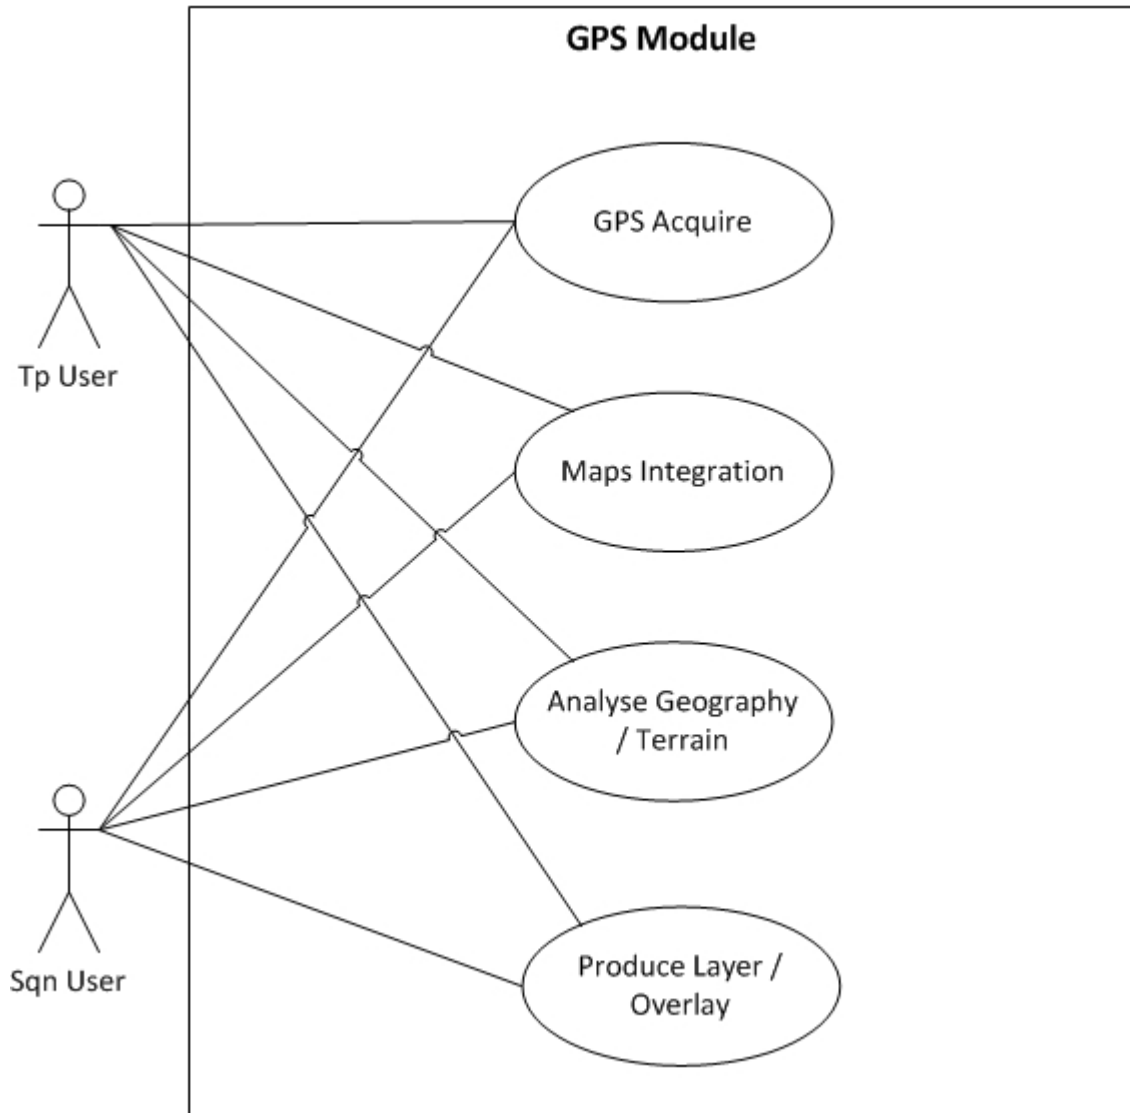 GPS Module
GPS Acquire
Tp User
Maps Integration
Analyse Geography
/ Terrain
Sqn User
Produce Layer /
Overlay